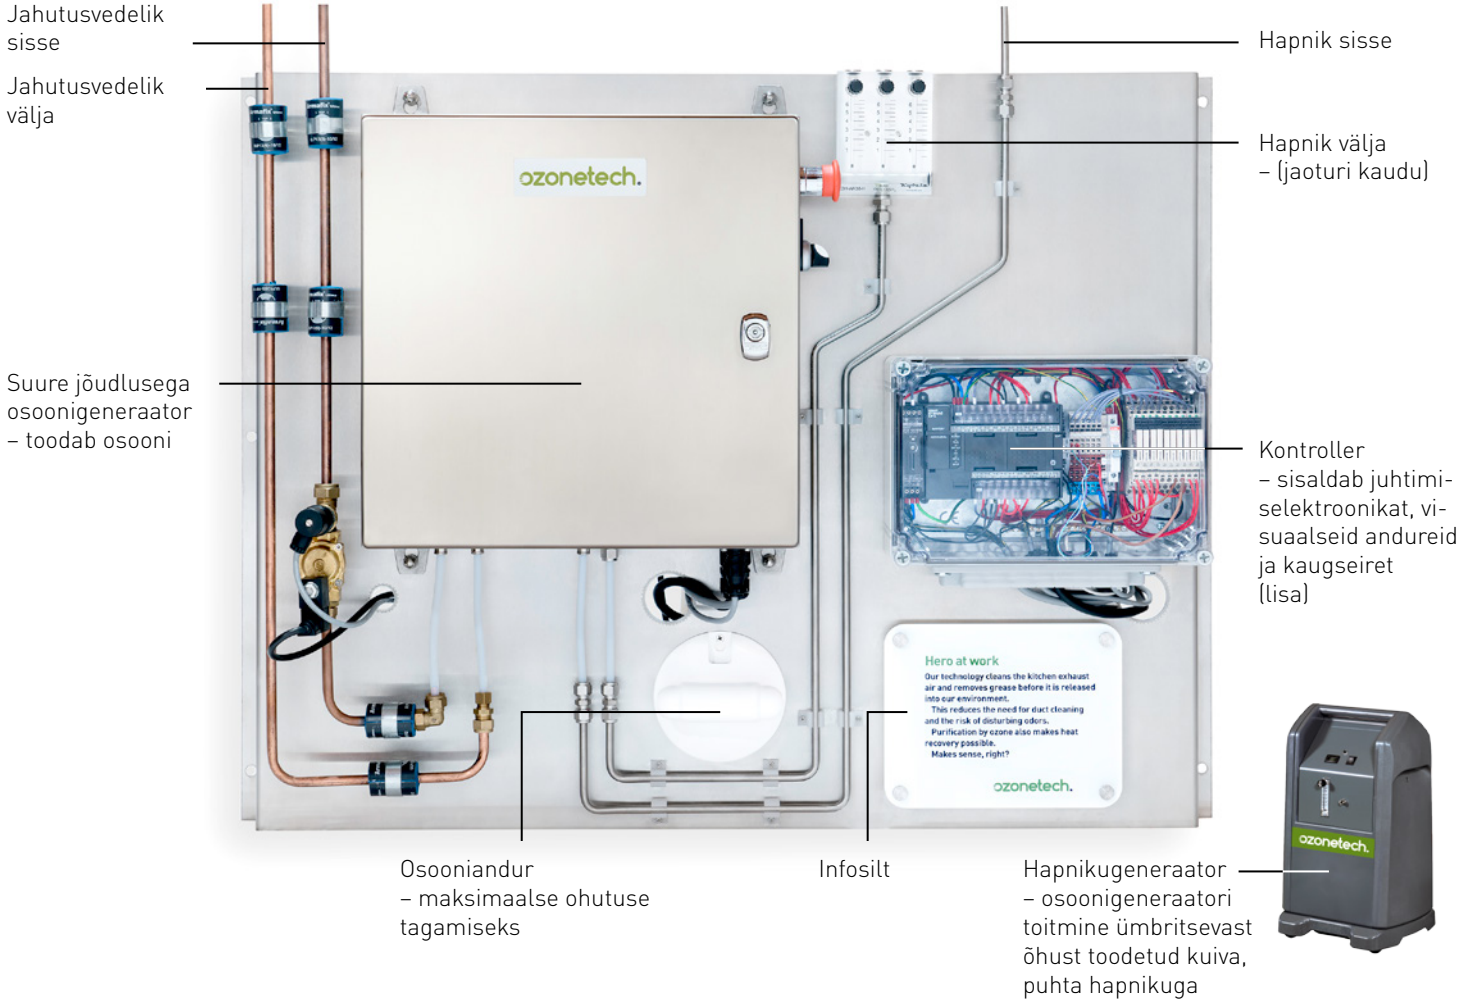 Jahutusvedelik
sisse
Jahutusvedelik
välja
Suure jõudlusega
osoonigeneraator
– toodab osooni
ozonetech.
Hapnik sisse
Hapnik välja
– (jaoturi kaudu)
Kontroller
– sisaldab juhtimi-
selektroonikat, vi-
suaalseid andureid
ja kaugseiret
(lisa)
Hero at work
Our technology cleans the kitchen exhaust
air and removes grease before it is released
into our environment.
This reduces the need for duct cleaning
and the risk of disturbing odors.
Purification by ozone also makes heat
recovery possible.
Makes sense, right?
ozonetech.
ozonetech.
Osooniandur
– maksimaalse ohutuse
tagamiseks
Infosilt
Hapnikugeneraator
– osoonigeneraatori
toitmine ümbritsevast
õhust toodetud kuiva,
puhta hapnikuga